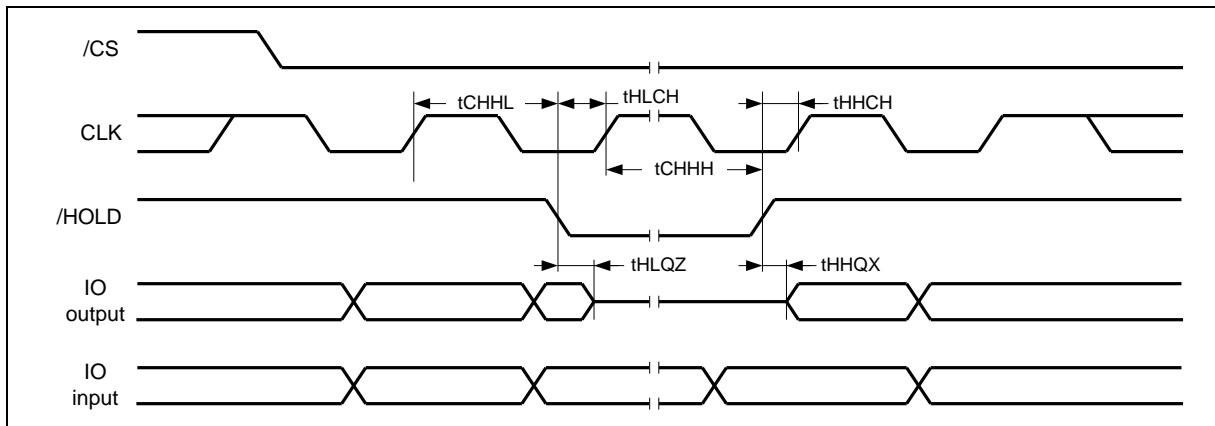 /CS
tCHHL
tHLCH
tHHCH
CLK
tCHHH
/HOLD
tHLQZ
tHHQX
IO
output
IO
input